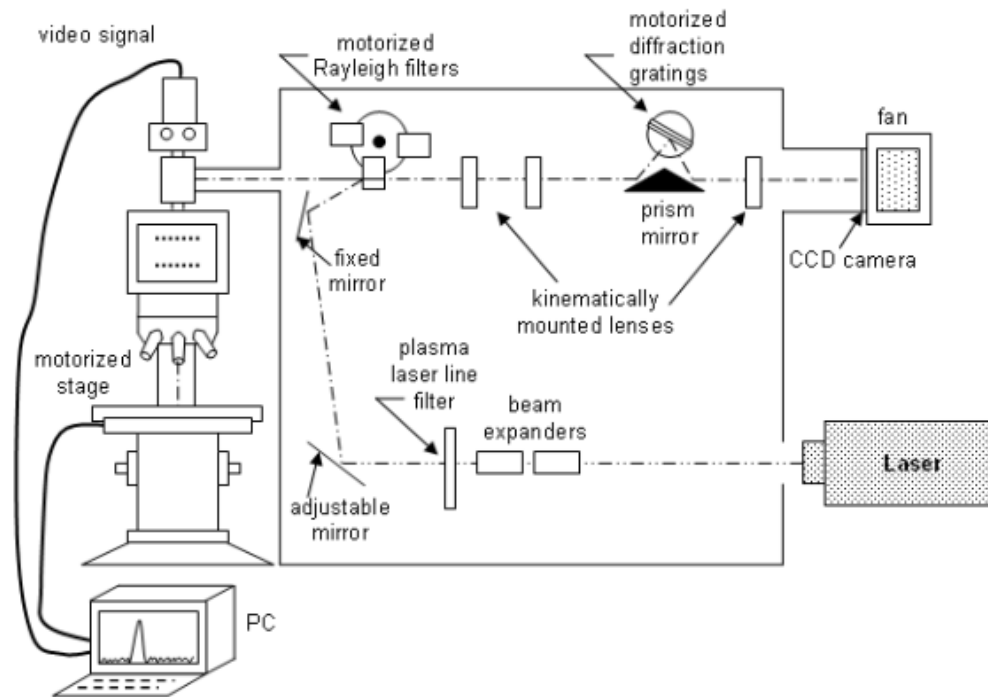 video signal
motorized
Rayleigh filters
motorized
diffraction
gratings
fan
prism
mirror
CCD camera
fixed
mirror
kinematically
mounted lenses
plasma
laser line
filter
motorized
stage
beam
expanders
Laser
adjustable
mirror
PC